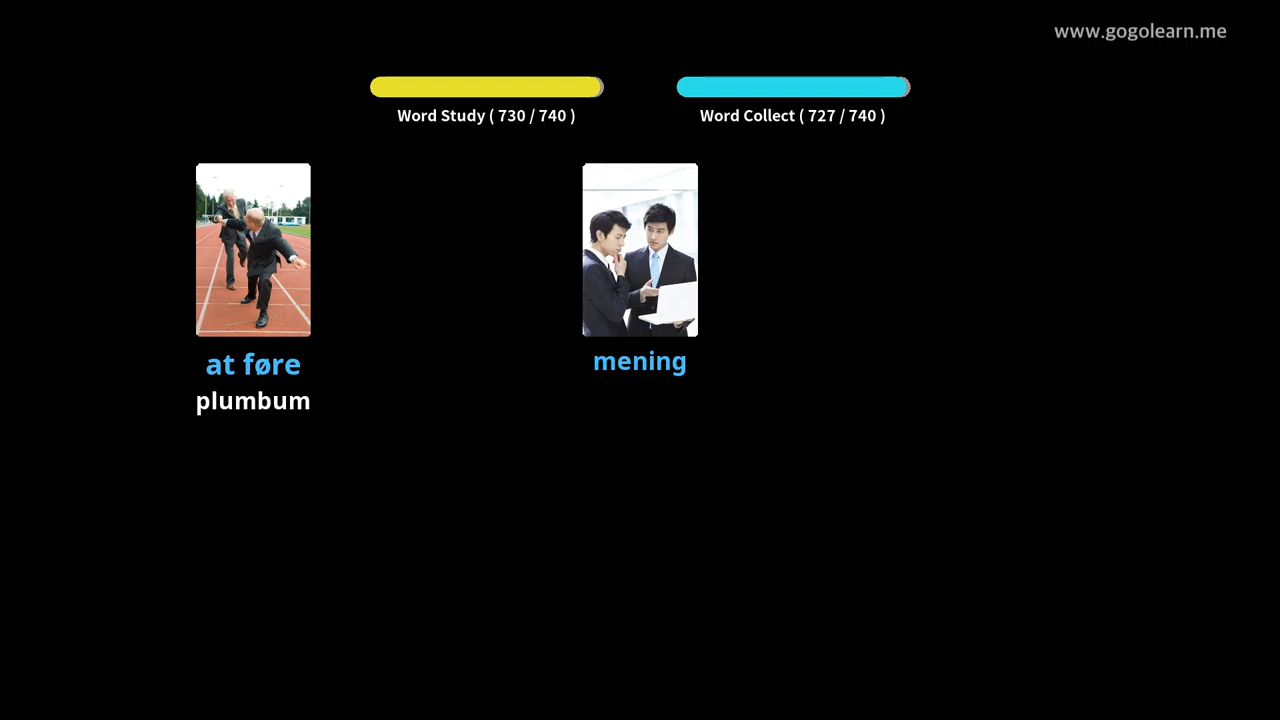 www.gogolearn.me
Word Study ( 730 / 740 )
Word Collect ( 727 / 740 )
at føre
plumbum
mening